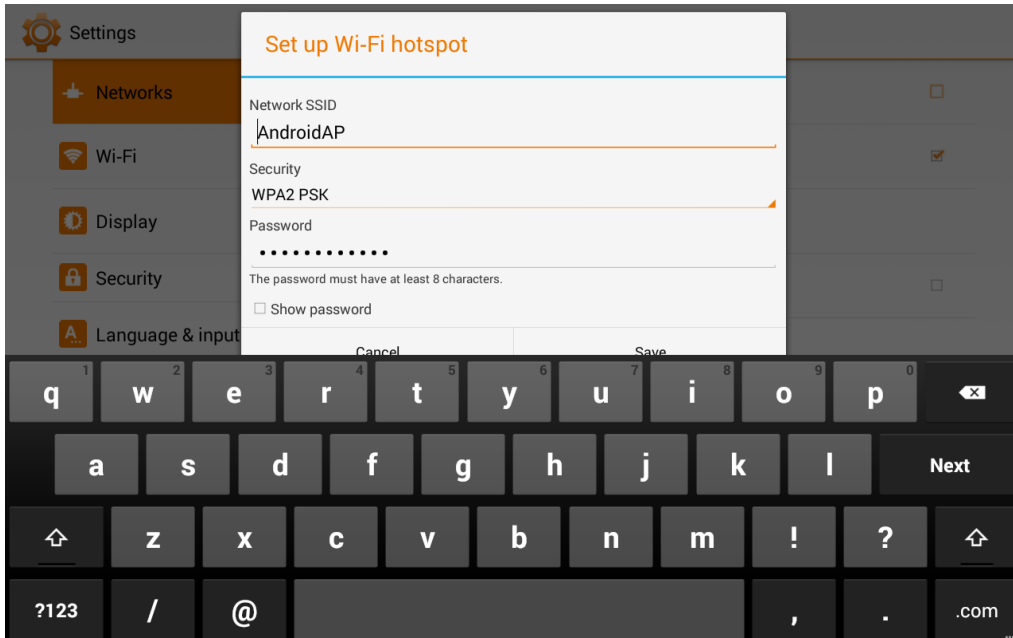 Settings
Set up Wi-Fi hotspot
Networks
Network SSID
AndroidAP
Wi-Fi
Security
WPA2 PSK
Display
Password
••••••••••••
Security
The password must have at least 8 characters.
Show password
Language & input
Cancel Save
q 1 w 2 e 3 r 4 t 5 y 6 u 7 i 8 o 9 p 0
a s d f g h j k l Next
z x c v b n m ! ?
?123 / @ , . .com